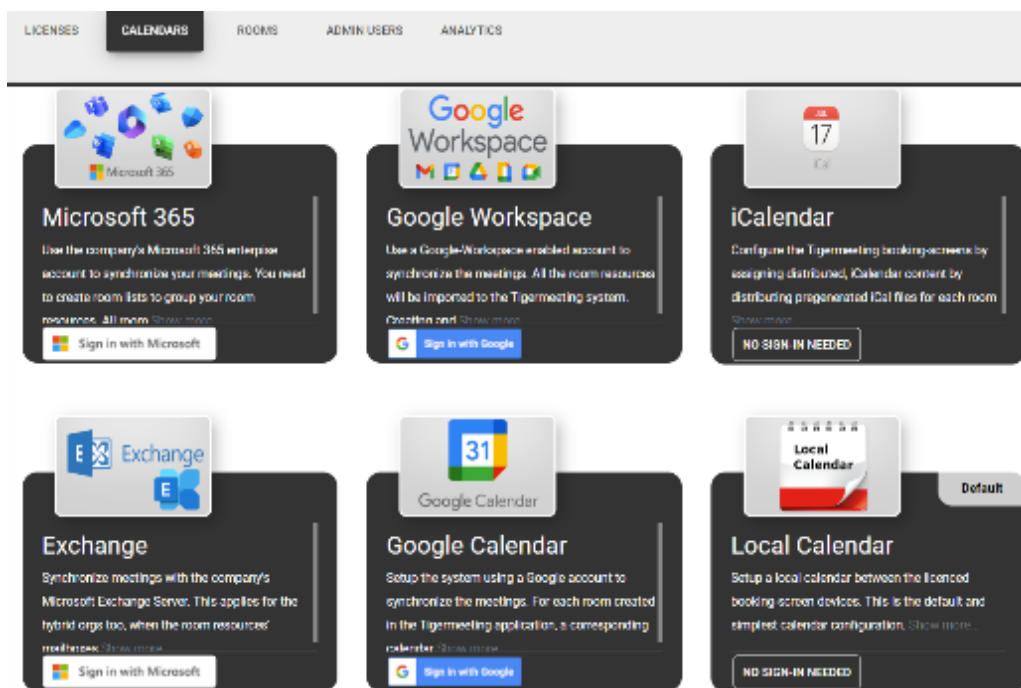 LICENSES CALENDARS ROOMS ADMIN USERS ANALYTICS
Microsoft 365
Google
Workspace
JUL
17
iCal
Microsoft 365
Use the company's Microsoft 365 enterprise
account to synchronize your meetings. You need
to create room lists to group your room
resources. All room Show more
Sign in with Microsoft
Google Workspace
Use a Google-Workspace enabled account to
synchronize the meetings. All the room resources
will be imported to the Tigermeeting system.
Creating and Show more
G Sign in with Google
iCalendar
Configure the Tigermeeting booking-screens by
assigning distributed, iCalendar content by
distributing pregenerated iCal files for each room
Show more
NO SIGN-IN NEEDED
E Exchange
E
31
Google Calendar
Local
Calendar
Default
Exchange
Synchronize meetings with the company's
Microsoft Exchange Server. This applies for the
hybrid orgs too, when the room resources'
mailboxes Show more
Sign in with Microsoft
Google Calendar
Setup the system using a Google account to
synchronize the meetings. For each room created
in the Tigermeeting application, a corresponding
calendar Show more
G Sign in with Google
Local Calendar
Setup a local calendar between the licenced
booking-screen devices. This is the default and
simplest calendar configuration. Show more...
NO SIGN-IN NEEDED